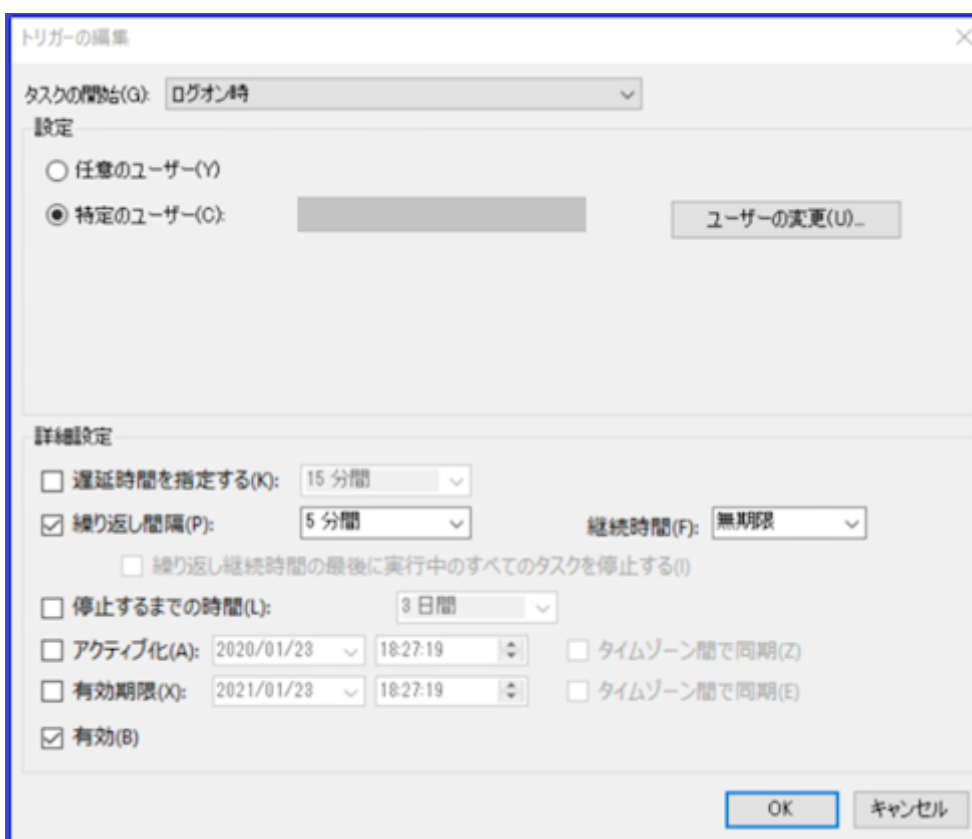 トリガーの編集
タスクの開始(G): ログオン時
設定
任意のユーザー(Y)
特定のユーザー(C): ユーザーの変更(U)...
詳細設定
遅延時間を指定する(K): 15 分間
繰り返し間隔(P): 5 分間 継続時間(F): 無期限
繰り返し継続時間の最後に実行中のすべてのタスクを停止する(I)
停止するまでの時間(L): 3 日間
アクティブ化(A): 2020/01/23 18:27:19 タイムゾーン間で同期(Z)
有効期限(X): 2021/01/23 18:27:19 タイムゾーン間で同期(E)
有効(B)
OK キャンセル